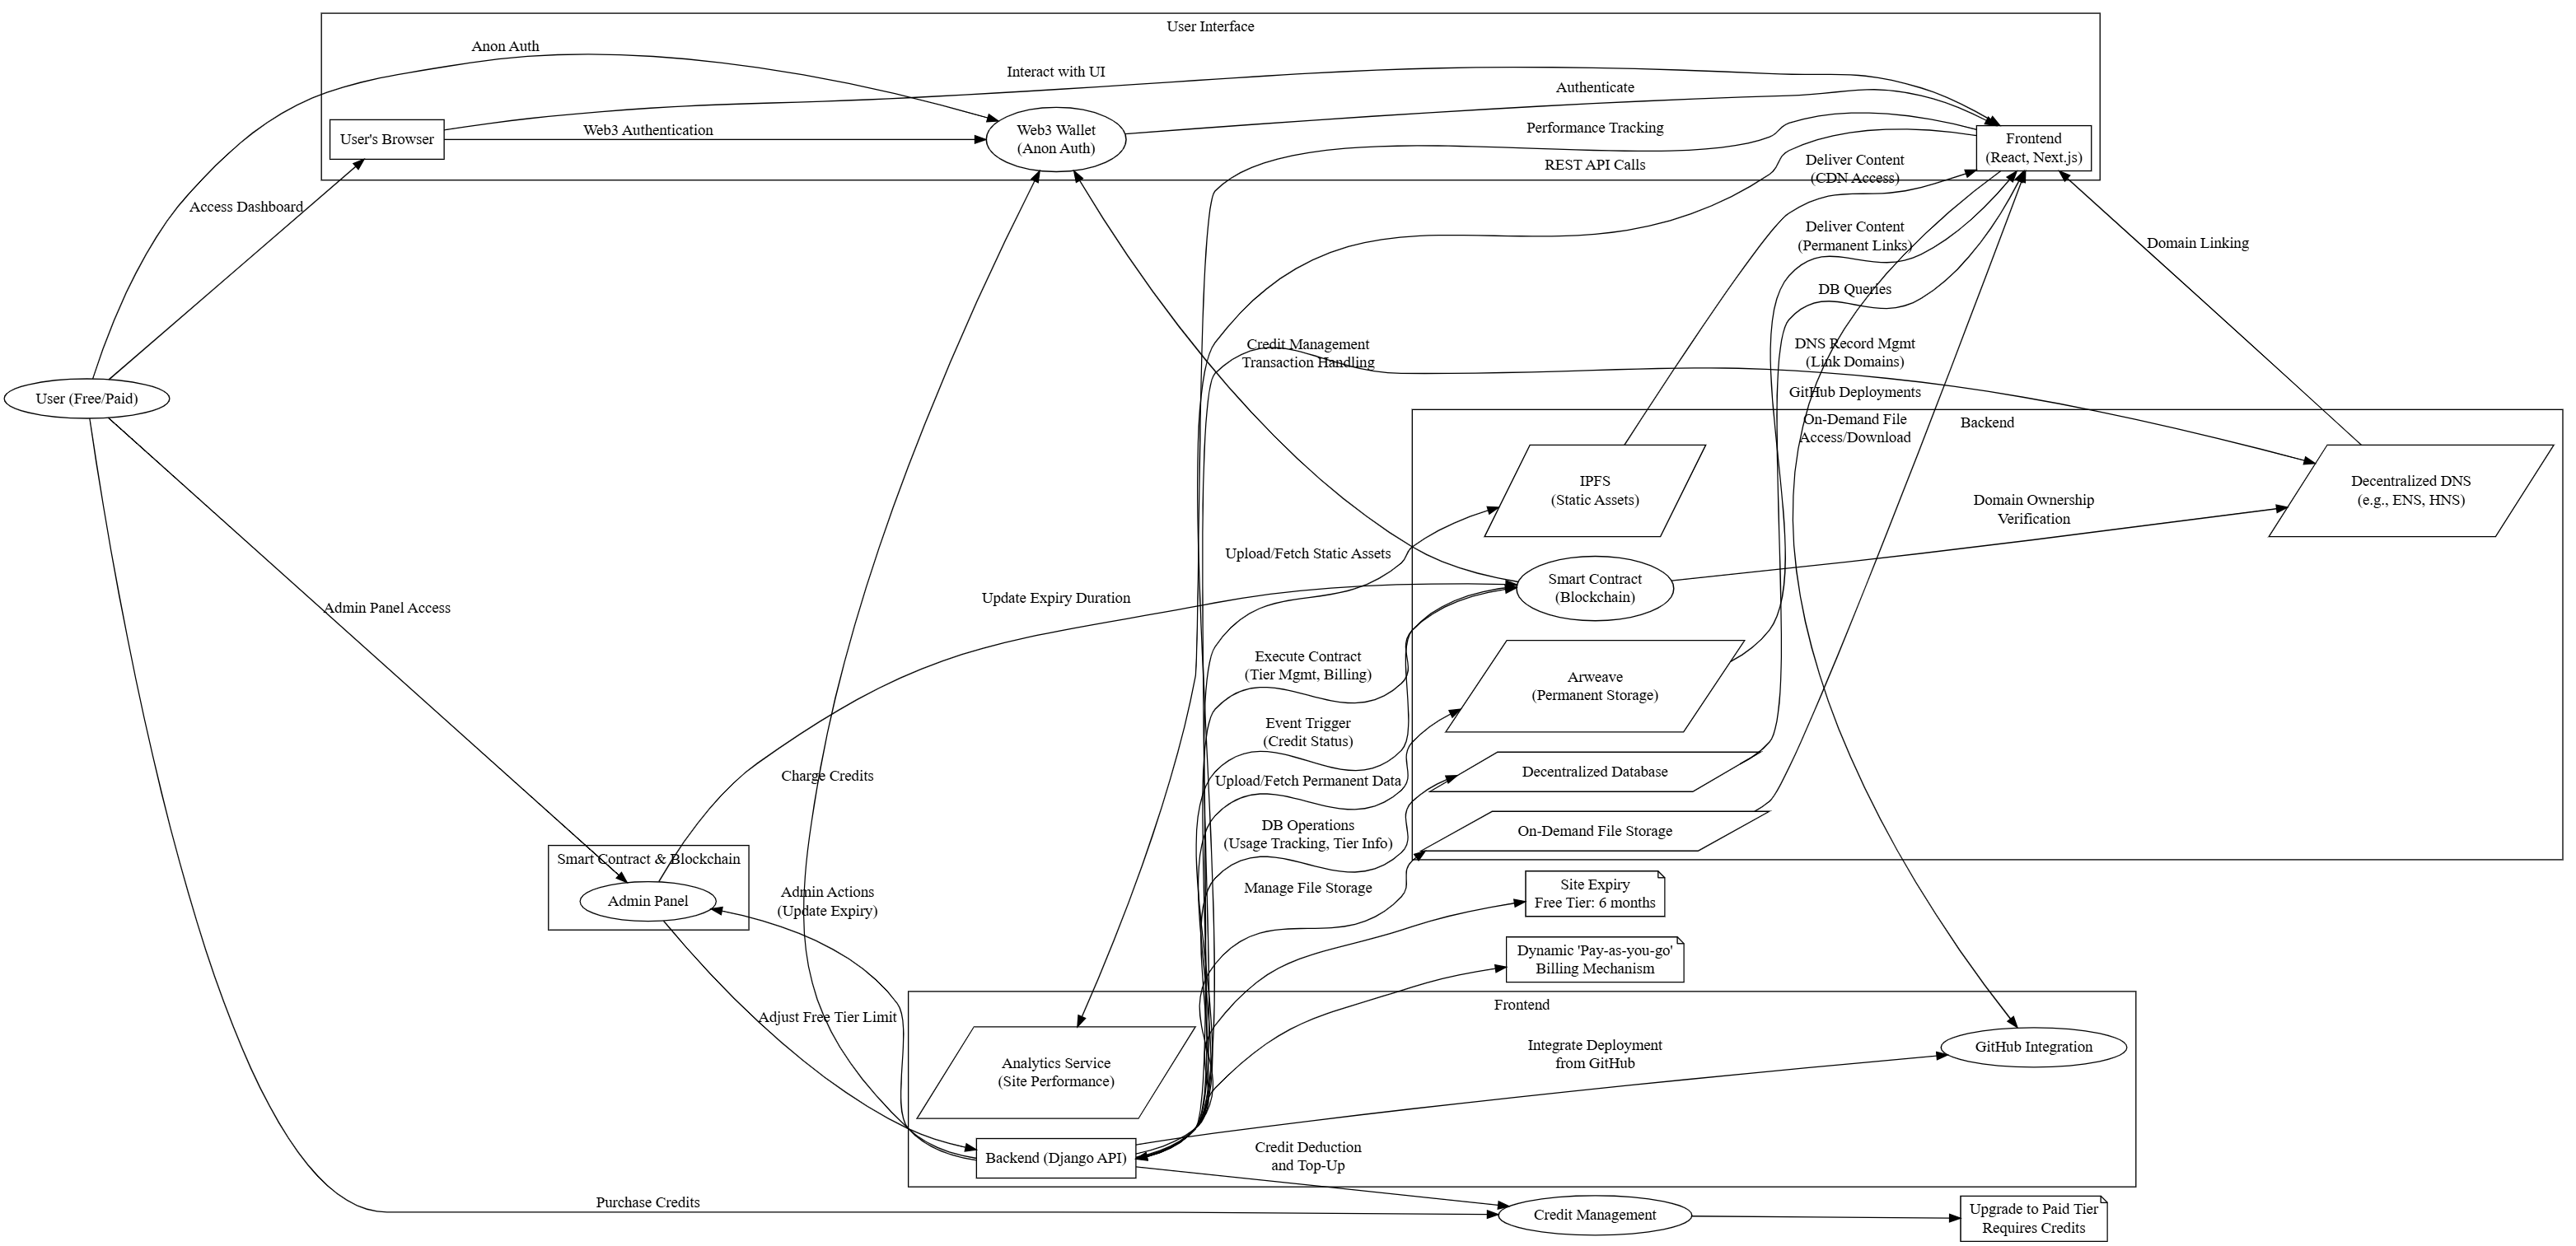 User Interface
Anon Auth
Interact with UI
Authenticate
User's Browser
Web3 Authentication
Web3 Wallet
(Anon Auth)
Performance Tracking
Frontend
(React, Next.js)
REST API Calls
Deliver Content
(CDN Access)
Access Dashboard
Deliver Content
(Permanent Links)
Domain Linking
DB Queries
Credit Management
Transaction Handling
DNS Record Mgmt
(Link Domains)
User (Free/Paid)
GitHub Deployments
On-Demand File
Access/Download
Backend
IPFS
(Static Assets)
Decentralized DNS
(e.g., ENS, HNS)
Domain Ownership
Verification
Upload/Fetch Static Assets
Smart Contract
(Blockchain)
Update Expiry Duration
Admin Panel Access
Execute Contract
(Tier Mgmt, Billing)
Arweave
(Permanent Storage)
Event Trigger
(Credit Status)
Charge Credits
Upload/Fetch Permanent Data
Decentralized Database
DB Operations
(Usage Tracking, Tier Info)
On-Demand File Storage
Smart Contract & Blockchain
Admin Panel
Admin Actions
(Update Expiry)
Manage File Storage
Site Expiry
Free Tier: 6 months
Dynamic 'Pay-as-you-go'
Billing Mechanism
Frontend
Adjust Free Tier Limit
Analytics Service
(Site Performance)
Integrate Deployment
from GitHub
GitHub Integration
Backend (Django API)
Credit Deduction
and Top-Up
Purchase Credits
Credit Management
Upgrade to Paid Tier
Requires Credits